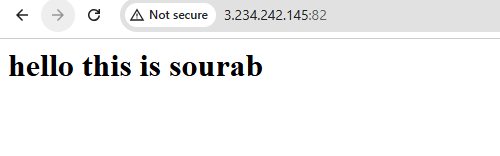 Not secure 3.234.242.145:82
hello this is sourab